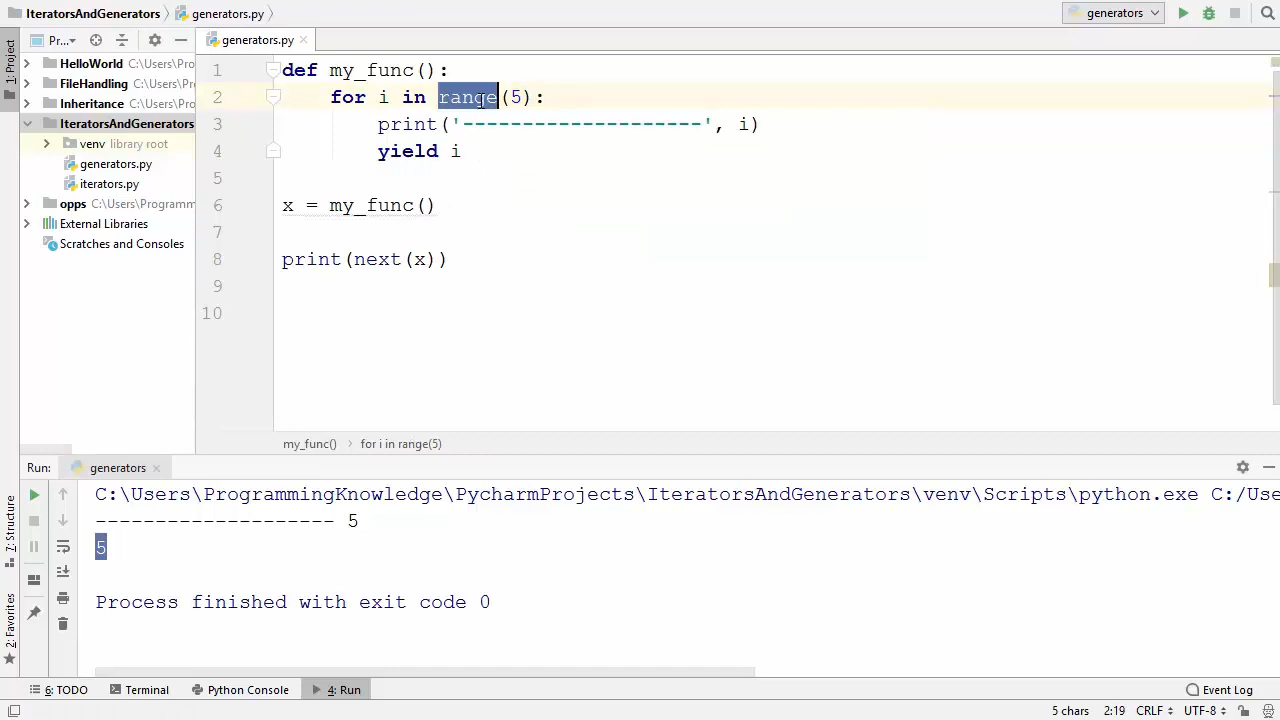 IteratorsAndGenerators generators.py generators
1: Project Pr... generators.py
HelloWorld C:\Users\Pro
FileHandling C:\Users\Pro
Inheritance C:\Users\Pro
IteratorsAndGenerators
venv library root
generators.py
iterators.py
opps C:\Users\Programm
External Libraries
Scratches and Consoles
1 def my_func():
2 for i in range(5):
3 print('--------------------', i)
4 yield i
5
6 x = my_func()
7
8 print(next(x))
9
10
my_func() for i in range(5)
Run: generators
C:\Users\ProgrammingKnowledge\PycharmProjects\IteratorsAndGenerators\venv\Scripts\python.exe C:/Use
-------------------- 5
5
Process finished with exit code 0
7: Structure
2: Favorites
6: TODO Terminal Python Console 4: Run Event Log
5 chars 2:19 CRLF UTF-8